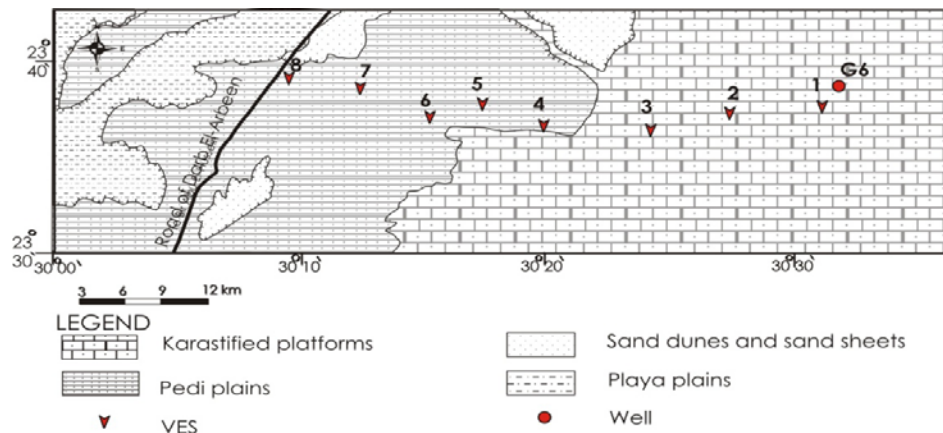 23°
40'
8
7
6
5
4
3
2
1
G6
Rogd of Darb El-Arbeen
23°
30'
30°00'
30°10'
30°20'
30°30'
3 6 9 12 km
LEGEND
Karastified platforms
Sand dunes and sand sheets
Pedi plains
Playa plains
VES
Well